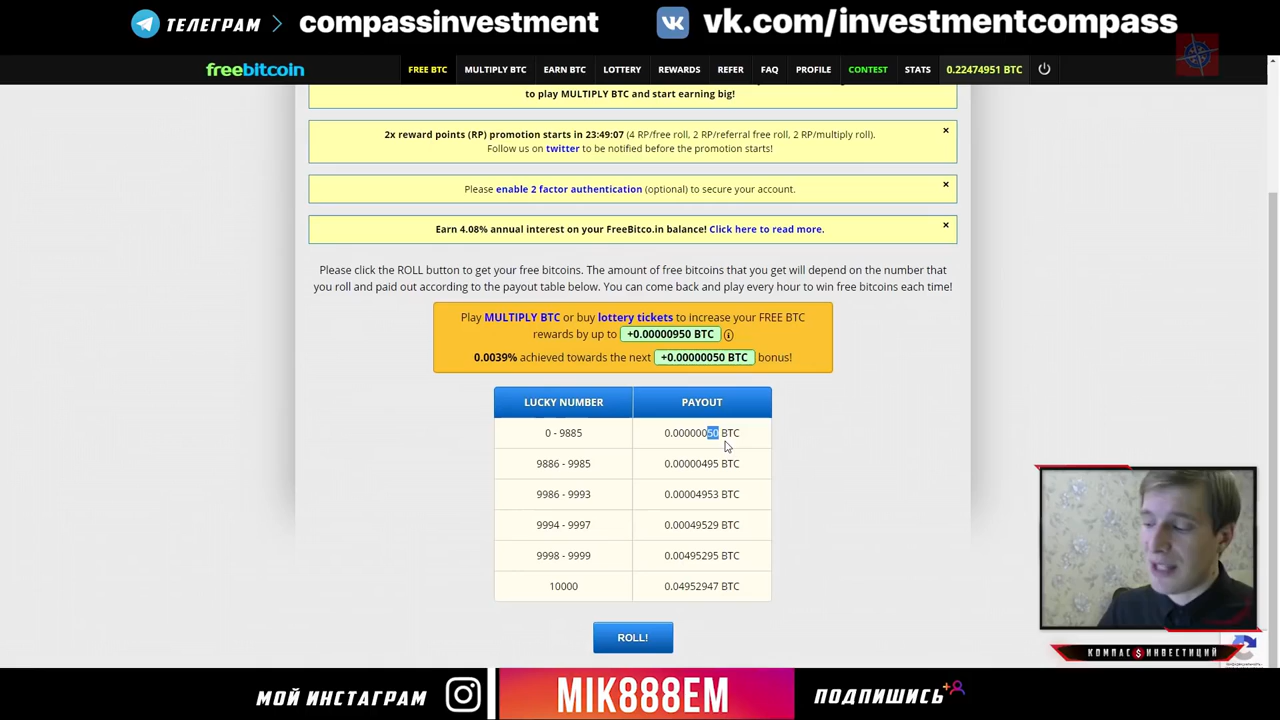 ТЕЛЕГРАМ > compassinvestment vk.com/investmentcompass
freebitcoin FREE BTC MULTIPLY BTC EARN BTC LOTTERY REWARDS REFER FAQ PROFILE CONTEST STATS 0.22474951 BTC
to play MULTIPLY BTC and start earning big!
2x reward points (RP) promotion starts in 23:49:07 (4 RP/free roll, 2 RP/referral free roll, 2 RP/multiply roll).
Follow us on twitter to be notified before the promotion starts!
Please enable 2 factor authentication (optional) to secure your account.
Earn 4.08% annual interest on your FreeBitco.in balance! Click here to read more.
Please click the ROLL button to get your free bitcoins. The amount of free bitcoins that you get will depend on the number that
you roll and paid out according to the payout table below. You can come back and play every hour to win free bitcoins each time!
Play MULTIPLY BTC or buy lottery tickets to increase your FREE BTC
rewards by up to +0.00000950 BTC
0.0039% achieved towards the next +0.00000050 BTC bonus!
LUCKY NUMBER PAYOUT
0 - 9885 0.00000050 BTC
9886 - 9985 0.00000495 BTC
9986 - 9993 0.00004953 BTC
9994 - 9997 0.00049529 BTC
9998 - 9999 0.00495295 BTC
10000 0.04952947 BTC
ROLL!
КОМПАС $ ИНВЕСТИЦИЙ
МОЙ ИНСТАГРАМ MIK888EM ПОДПИШИСЬ